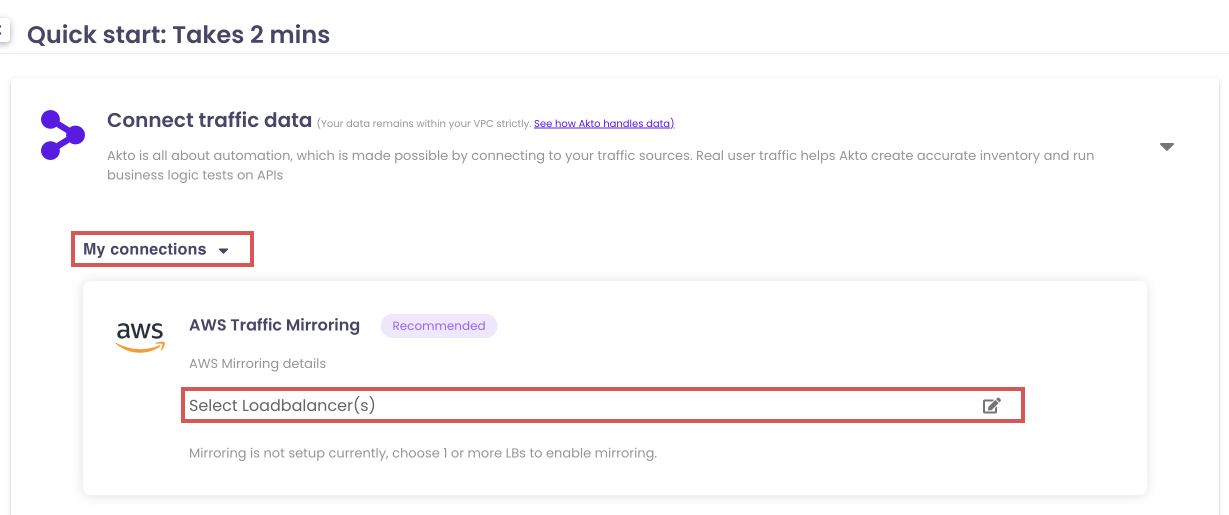 Quick start: Takes 2 mins
Connect traffic data (Your data remains within your VPC strictly. See how Akto handles data)
Akto is all about automation, which is made possible by connecting to your traffic sources. Real user traffic helps Akto create accurate inventory and run
business logic tests on APIs
My connections
aws AWS Traffic Mirroring Recommended
AWS Mirroring details
Select Loadbalancer(s)
Mirroring is not setup currently, choose 1 or more LBs to enable mirroring.